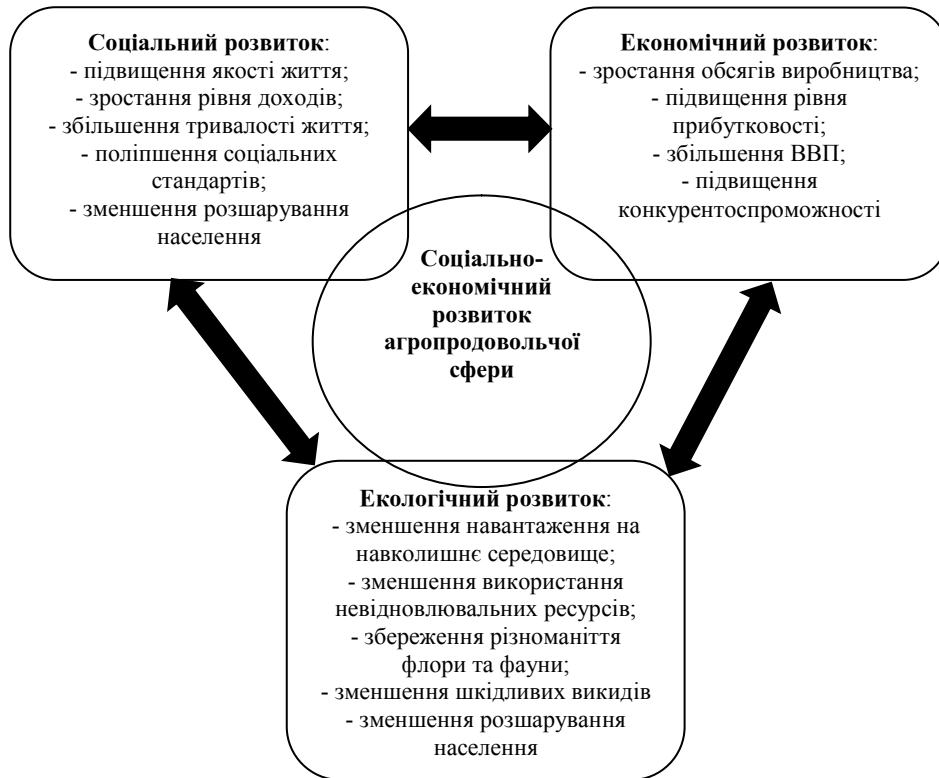 Соціальний розвиток:
- підвищення якості життя;
- зростання рівня доходів;
- збільшення тривалості життя;
- поліпшення соціальних
стандартів;
- зменшення розшарування
населення
Економічний розвиток:
- зростання обсягів виробництва;
- підвищення рівня
прибутковості;
- збільшення ВВП;
- підвищення
конкурентоспроможності
Соціально-
економічний
розвиток
агропродовольчої
сфери
Екологічний розвиток:
- зменшення навантаження на
навколишнє середовище;
- зменшення використання
невідновлювальних ресурсів;
- збереження різноманіття
флори та фауни;
- зменшення шкідливих викидів
- зменшення розшарування
населення